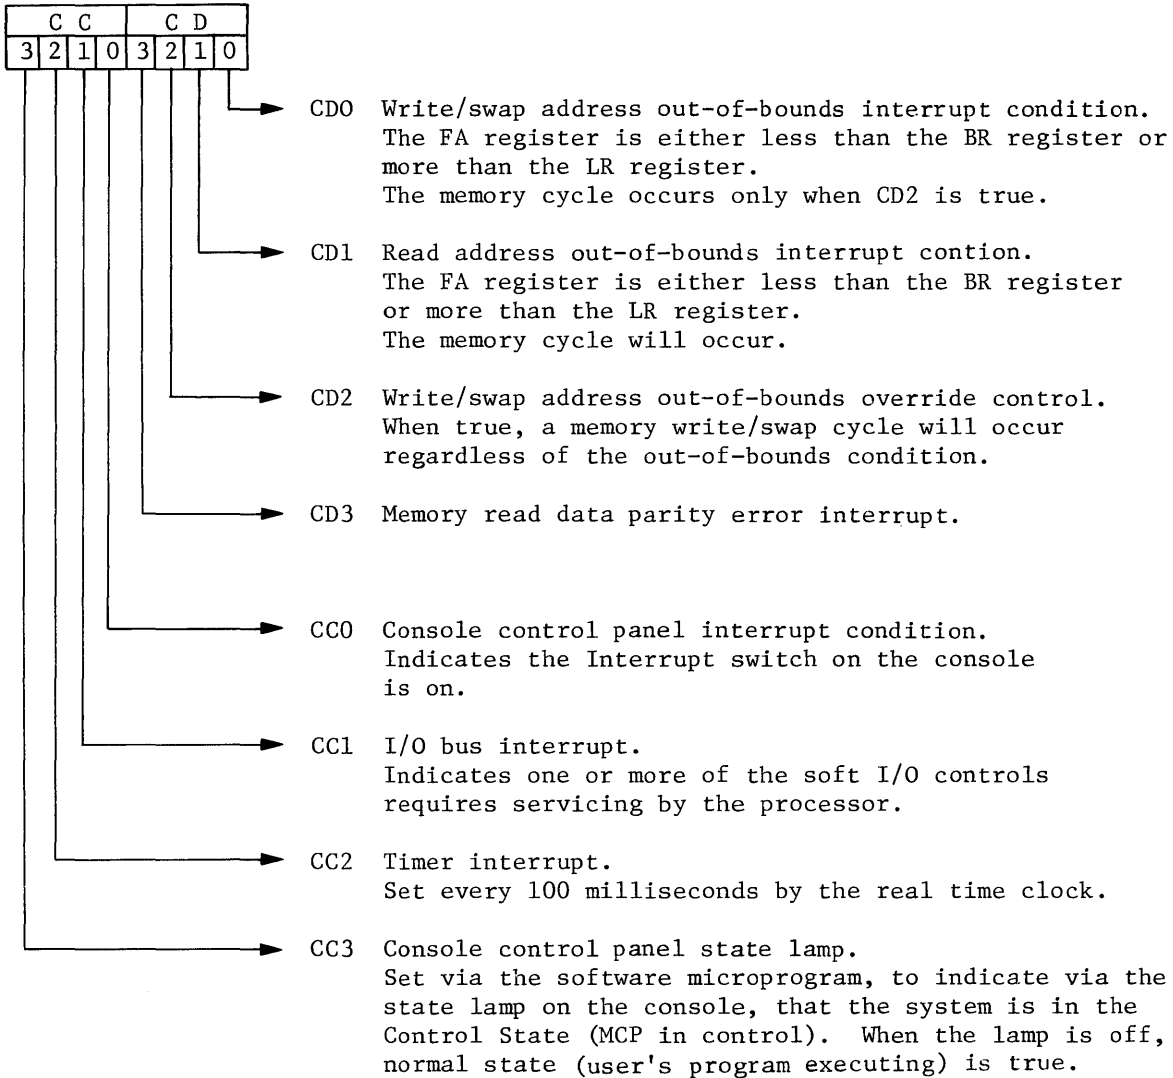 C C C D
3 2 1 0 3 2 1 0
CD0 Write/swap address out-of-bounds interrupt condition.
The FA register is either less than the BR register or
more than the LR register.
The memory cycle occurs only when CD2 is true.
CD1 Read address out-of-bounds interrupt contion.
The FA register is either less than the BR register
or more than the LR register.
The memory cycle will occur.
CD2 Write/swap address out-of-bounds override control.
When true, a memory write/swap cycle will occur
regardless of the out-of-bounds condition.
CD3 Memory read data parity error interrupt.
CC0 Console control panel interrupt condition.
Indicates the Interrupt switch on the console
is on.
CC1 I/O bus interrupt.
Indicates one or more of the soft I/O controls
requires servicing by the processor.
CC2 Timer interrupt.
Set every 100 milliseconds by the real time clock.
CC3 Console control panel state lamp.
Set via the software microprogram, to indicate via the
state lamp on the console, that the system is in the
Control State (MCP in control). When the lamp is off,
normal state (user's program executing) is true.